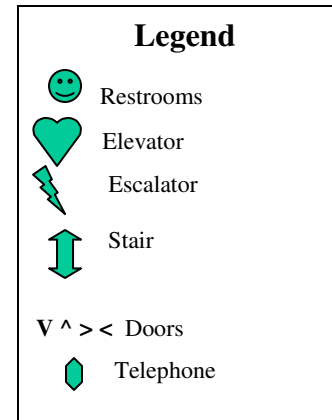 Legend
Restrooms
Elevator
Escalator
Stair
V ^ > < Doors
Telephone